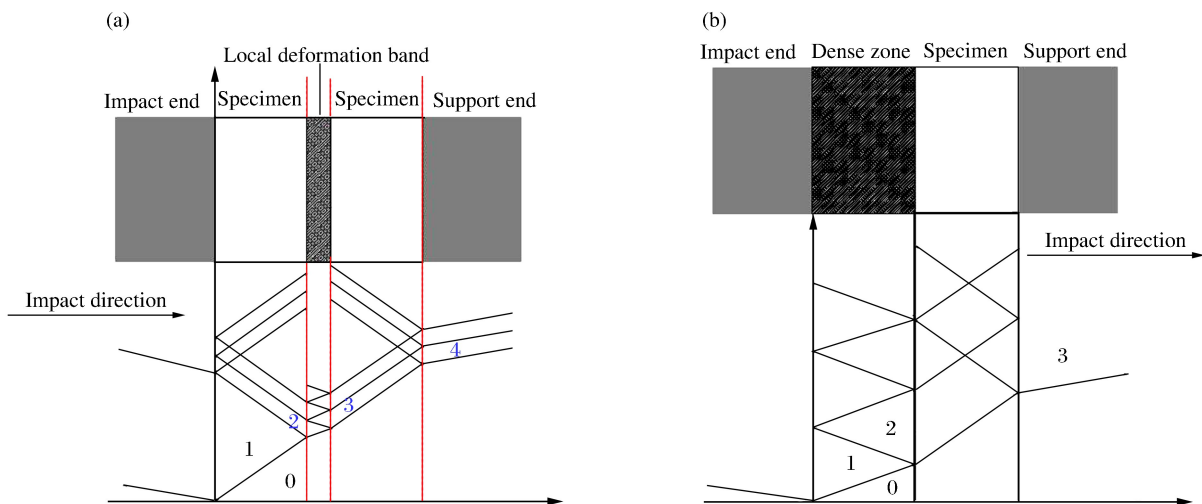 (a)
Local deformation band
Impact end
Specimen
Specimen
Support end
Impact direction
1
2
3
4
0
(b)
Impact end
Dense zone
Specimen
Support end
Impact direction
3
2
1
0